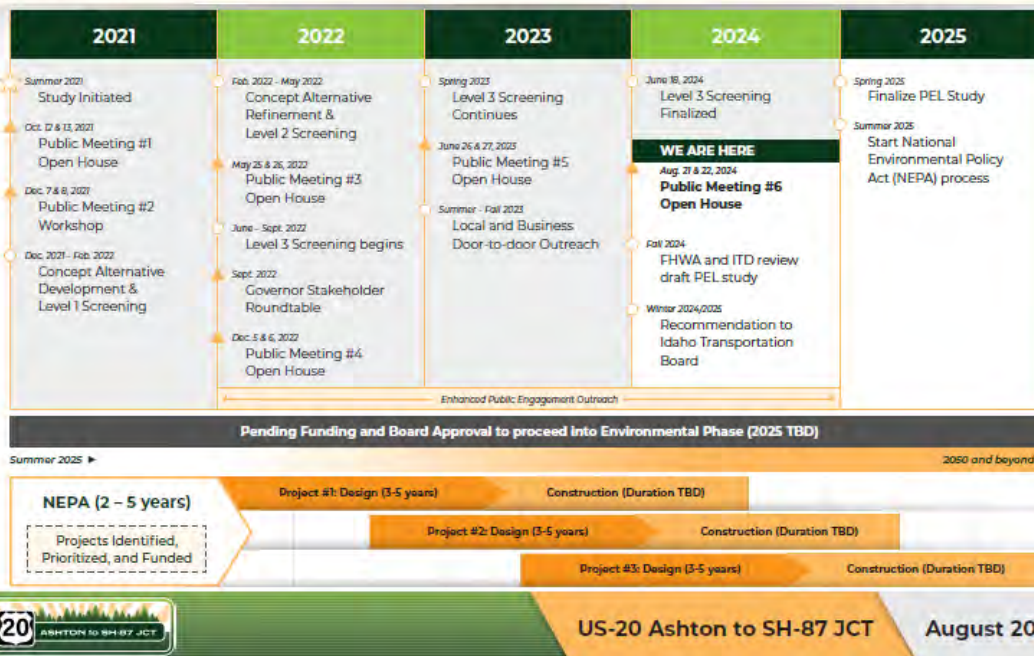 2021
2022
2023
2024
2025
Summer 2021
Study Initiated
Oct. 12 & 13, 2021
Public Meeting #1
Open House
Dec. 7 & 8, 2021
Public Meeting #2
Workshop
Dec. 2021 - Feb. 2022
Concept Alternative
Development &
Level 1 Screening
Feb. 2022 - May 2022
Concept Alternative
Refinement &
Level 2 Screening
May 25 & 26, 2022
Public Meeting #3
Open House
June - Sept. 2022
Level 3 Screening begins
Sept. 2022
Governor Stakeholder
Roundtable
Dec. 5 & 6, 2022
Public Meeting #4
Open House
Spring 2023
Level 3 Screening
Continues
June 26 & 27, 2023
Public Meeting #5
Open House
Summer - Fall 2023
Local and Business
Door-to-door Outreach
June 18, 2024
Level 3 Screening
Finalized
WE ARE HERE
Aug. 21 & 22, 2024
Public Meeting #6
Open House
Fall 2024
FHWA and ITD review
draft PEL study
Winter 2024/2025
Recommendation to
Idaho Transportation
Board
Spring 2025
Finalize PEL Study
Summer 2025
Start National
Environmental Policy
Act (NEPA) process
Enhanced Public Engagement Outreach
Pending Funding and Board Approval to proceed into Environmental Phase (2025 TBD)
Summer 2025 ►
2050 and beyond
NEPA (2 – 5 years)
Projects Identified,
Prioritized, and Funded
Project #1: Design (3-5 years)
Construction (Duration TBD)
Project #2: Design (3-5 years)
Construction (Duration TBD)
Project #3: Design (3-5 years)
Construction (Duration TBD)
20
ASHTON to SH-87 JCT
US-20 Ashton to SH-87 JCT
August 20